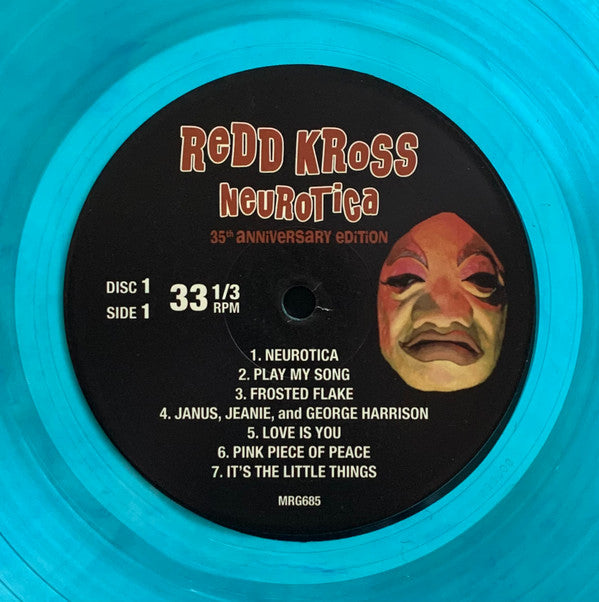 ReDD KRoSS
NeuRoTica
35th anniversary edition
DISC 1
SIDE 1
33 1/3
RPM
1. NEUROTICA
2. PLAY MY SONG
3. FROSTED FLAKE
4. JANUS, JEANIE, and GEORGE HARRISON
5. LOVE IS YOU
6. PINK PIECE OF PEACE
7. IT'S THE LITTLE THINGS
MRG685